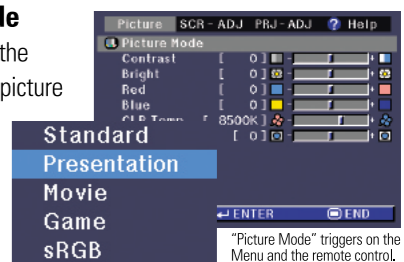 le
the
picture
Picture SCR - ADJ PRJ - ADJ ? Help
Picture Mode
Contrast [ 0 ] - +
Bright [ 0 ] - +
Red [ 0 ] - +
Blue [ 0 ] - +
CLR Temp [ 8500K ] - +
[ 0 ] - +
Standard
Presentation
Movie
Game
sRGB
ENTER END
"Picture Mode" triggers on the
Menu and the remote control.